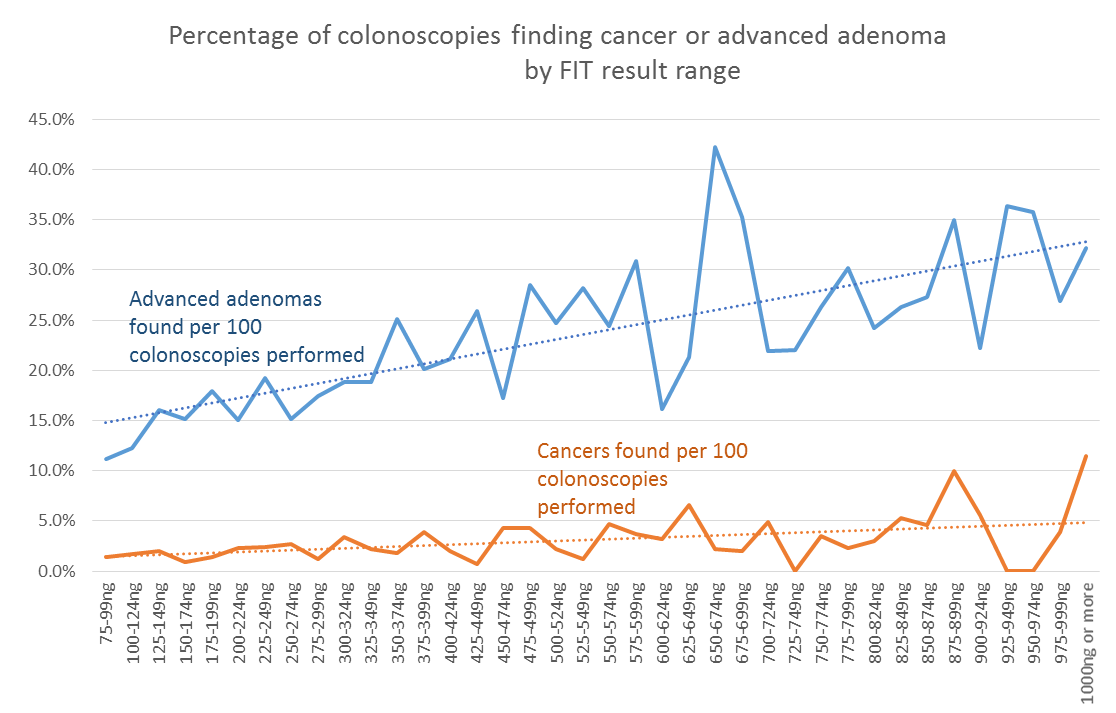 Percentage of colonoscopies finding cancer or advanced adenoma
by FIT result range
45.0%
40.0%
35.0%
30.0%
25.0%
20.0%
15.0%
10.0%
5.0%
0.0%
Advanced adenomas
found per 100
colonoscopies performed
Cancers found per 100
colonoscopies
performed
75-99ng
100-124ng
125-149ng
150-174ng
175-199ng
200-224ng
225-249ng
250-274ng
275-299ng
300-324ng
325-349ng
350-374ng
375-399ng
400-424ng
425-449ng
450-474ng
475-499ng
500-524ng
525-549ng
550-574ng
575-599ng
600-624ng
625-649ng
650-674ng
675-699ng
700-724ng
725-749ng
750-774ng
775-799ng
800-824ng
825-849ng
850-874ng
875-899ng
900-924ng
925-949ng
950-974ng
975-999ng
1000ng or more